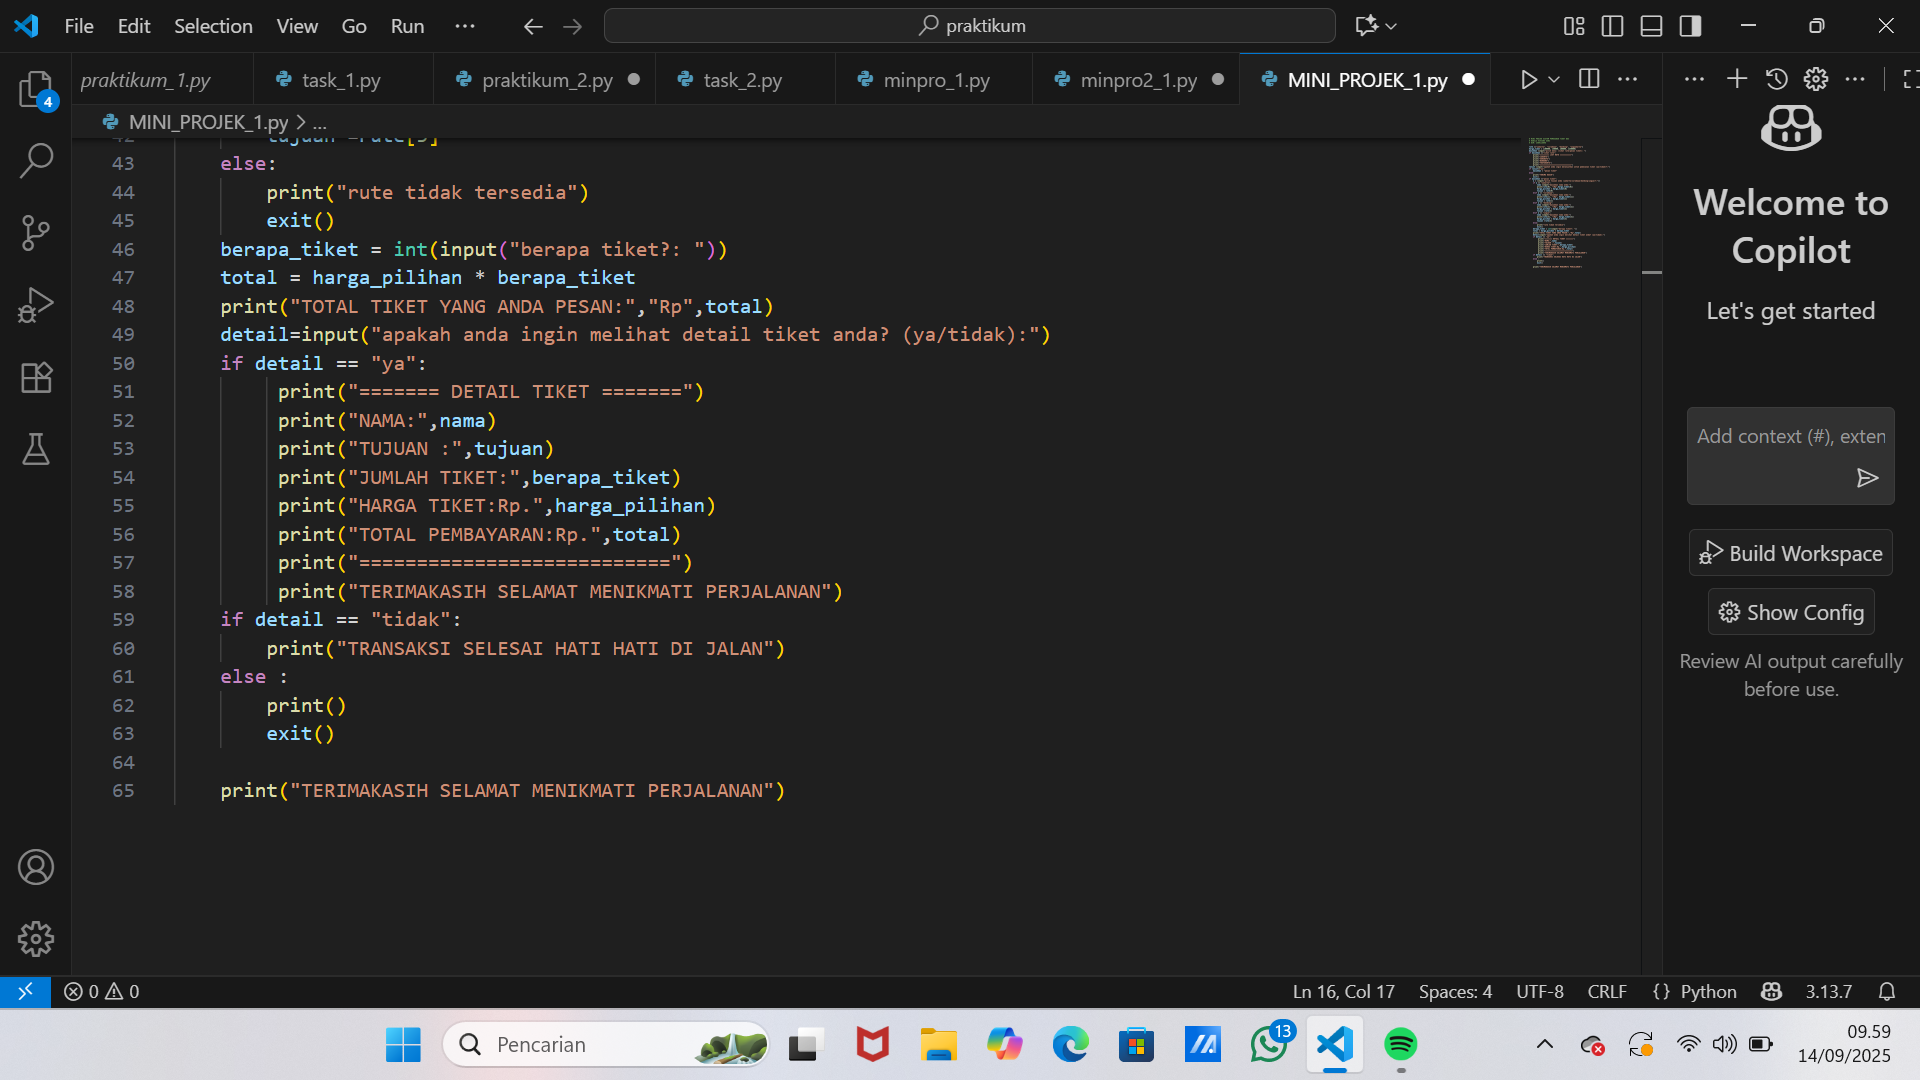 File Edit Selection View Go Run ··· praktikum
praktikum_1.py task_1.py praktikum_2.py task_2.py minpro_1.py minpro2_1.py MINI_PROJEK_1.py
MINI_PROJEK_1.py > ...
43 else:
44 print("rute tidak tersedia")
45 exit()
46 berapa_tiket = int(input("berapa tiket?: "))
47 total = harga_pilihan * berapa_tiket
48 print("TOTAL TIKET YANG ANDA PESAN:","Rp",total)
49 detail=input("apakah anda ingin melihat detail tiket anda? (ya/tidak):")
50 if detail == "ya":
51 print("======= DETAIL TIKET =======")
52 print("NAMA:",nama)
53 print("TUJUAN :",tujuan)
54 print("JUMLAH TIKET:",berapa_tiket)
55 print("HARGA TIKET:Rp.",harga_pilihan)
56 print("TOTAL PEMBAYARAN:Rp.",total)
57 print("===========================")
58 print("TERIMAKASIH SELAMAT MENIKMATI PERJALANAN")
59 if detail == "tidak":
60 print("TRANSAKSI SELESAI HATI HATI DI JALAN")
61 else :
62 print()
63 exit()
64
65 print("TERIMAKASIH SELAMAT MENIKMATI PERJALANAN")
4
Welcome to
Copilot
Let's get started
Add context (#), exten
Build Workspace
Show Config
Review AI output carefully
before use.
0 0 Ln 16, Col 17 Spaces: 4 UTF-8 CRLF {} Python 3.13.7
Pencarian 13 09.59
14/09/2025